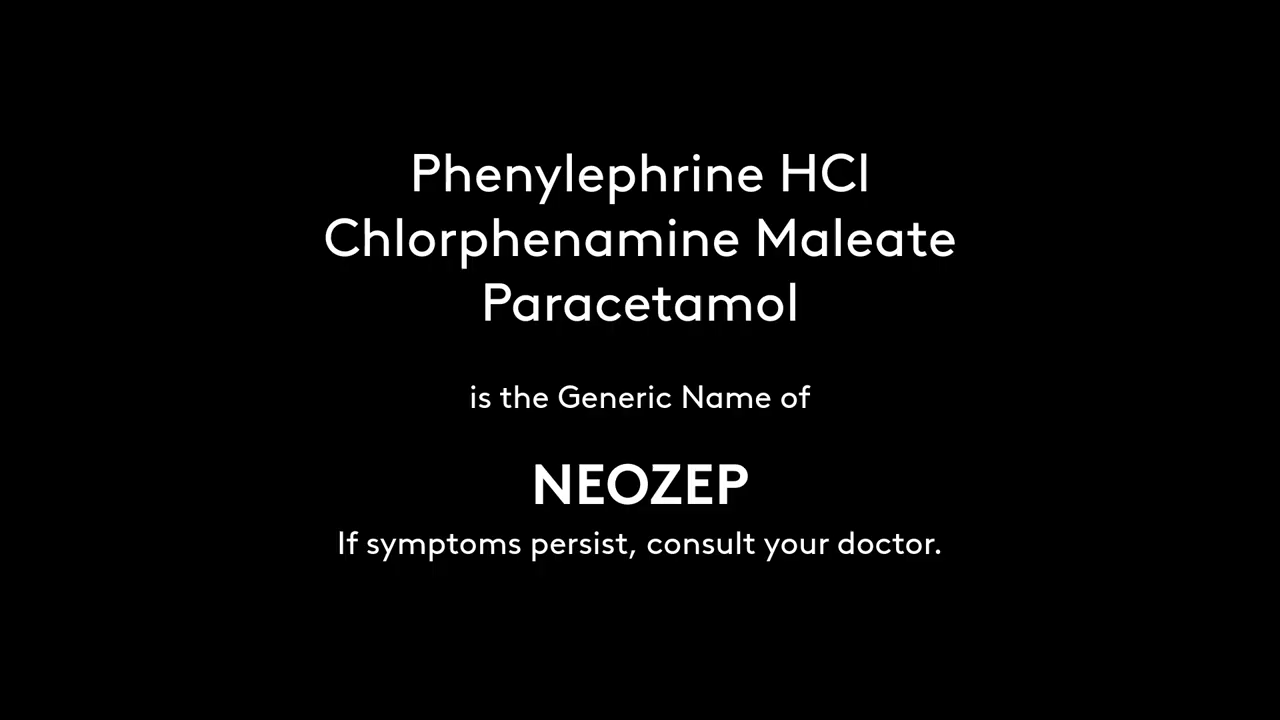 Phenylephrine HCl
Chlorphenamine Maleate
Paracetamol
is the Generic Name of
NEOZEP
If symptoms persist, consult your doctor.